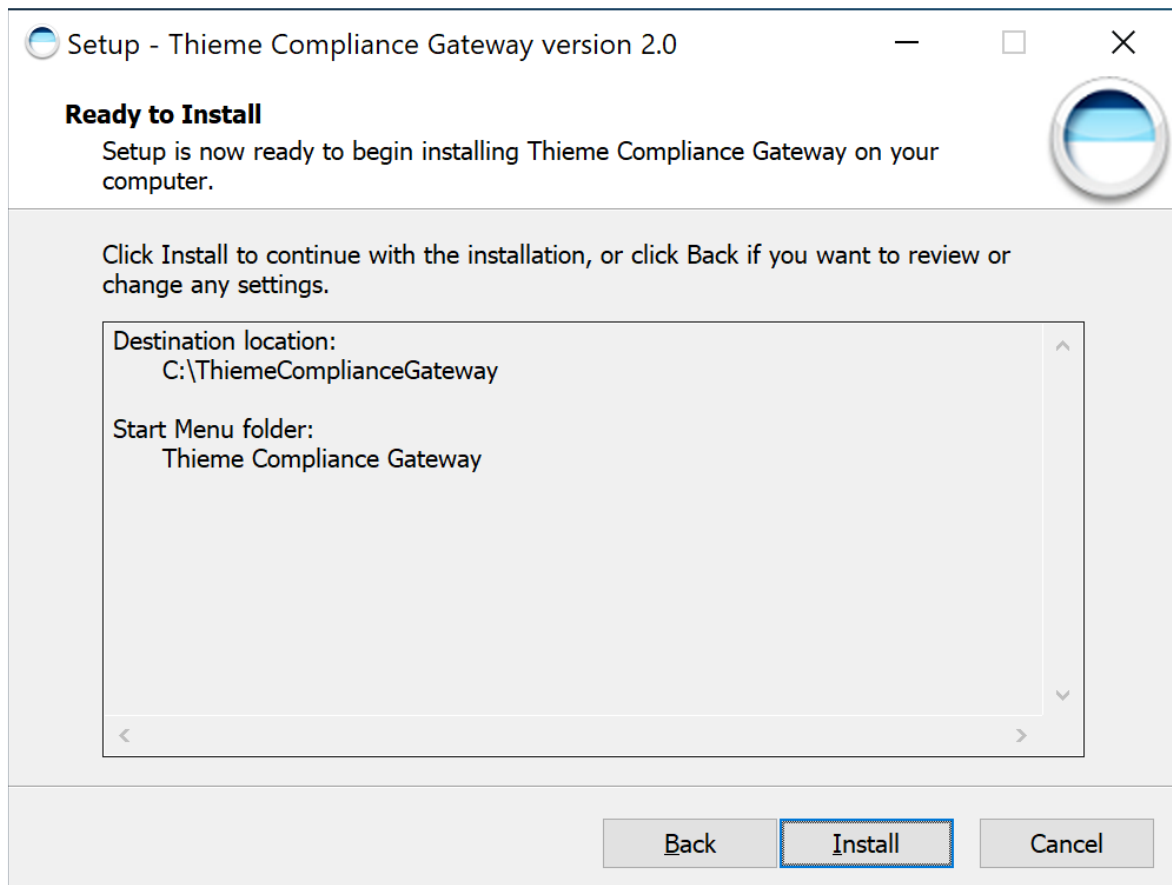 Setup - Thieme Compliance Gateway version 2.0
Ready to Install
Setup is now ready to begin installing Thieme Compliance Gateway on your
computer.
Click Install to continue with the installation, or click Back if you want to review or
change any settings.
Destination location:
C:\ThiemeComplianceGateway
Start Menu folder:
Thieme Compliance Gateway
Back
Install
Cancel